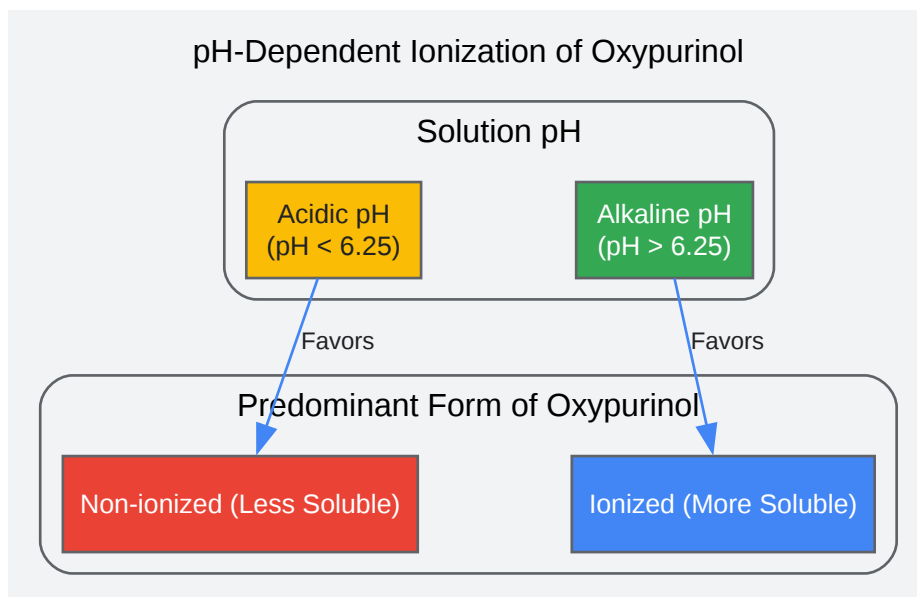 pH-Dependent Ionization of Oxypurinol
Solution pH
Acidic pH
(pH < 6.25)
Alkaline pH
(pH > 6.25)
Favors
Favors
Predominant Form of Oxypurinol
Non-ionized (Less Soluble)
Ionized (More Soluble)